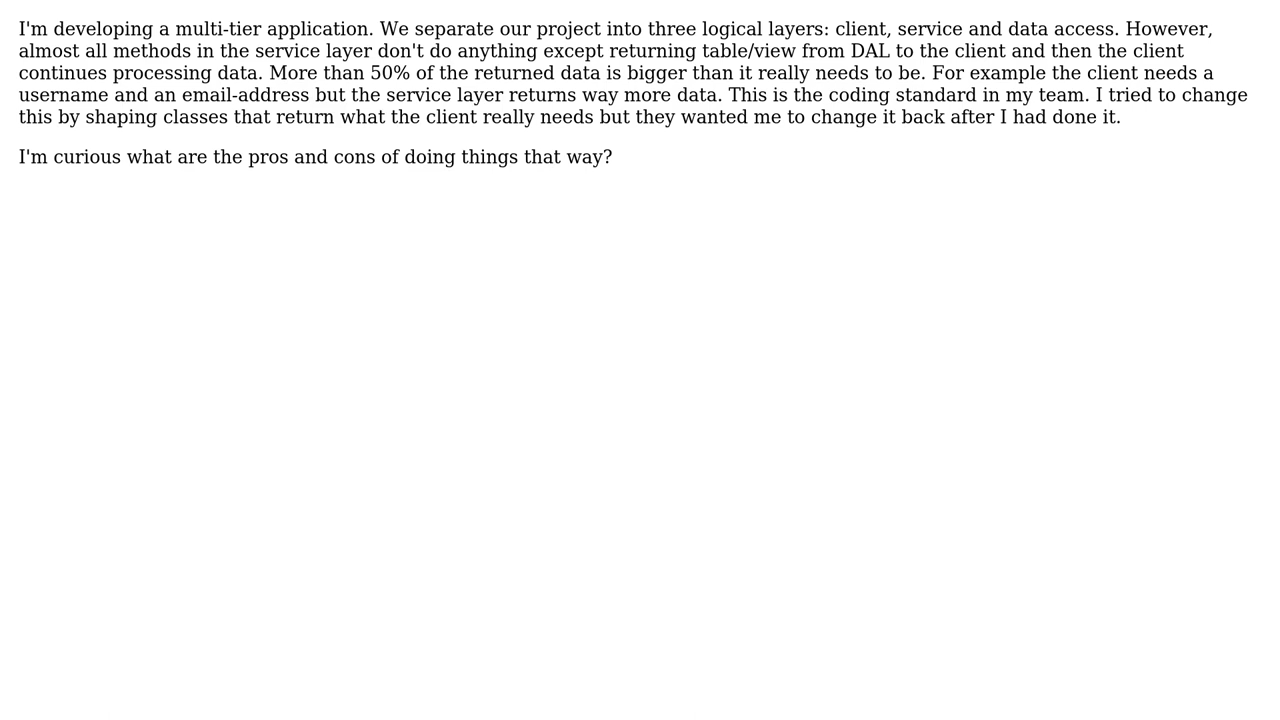 I'm developing a multi-tier application. We separate our project into three logical layers: client, service and data access. However,
almost all methods in the service layer don't do anything except returning table/view from DAL to the client and then the client
continues processing data. More than 50% of the returned data is bigger than it really needs to be. For example the client needs a
username and an email-address but the service layer returns way more data. This is the coding standard in my team. I tried to change
this by shaping classes that return what the client really needs but they wanted me to change it back after I had done it.
I'm curious what are the pros and cons of doing things that way?